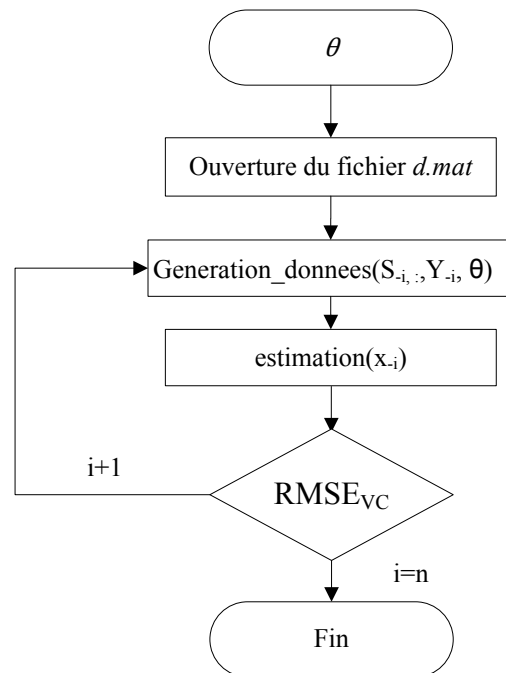 θ
Ouverture du fichier d.mat
Generation_donnees(S-i, :,Y-i, θ)
estimation(x-i)
i+1
RMSEVC
i=n
Fin